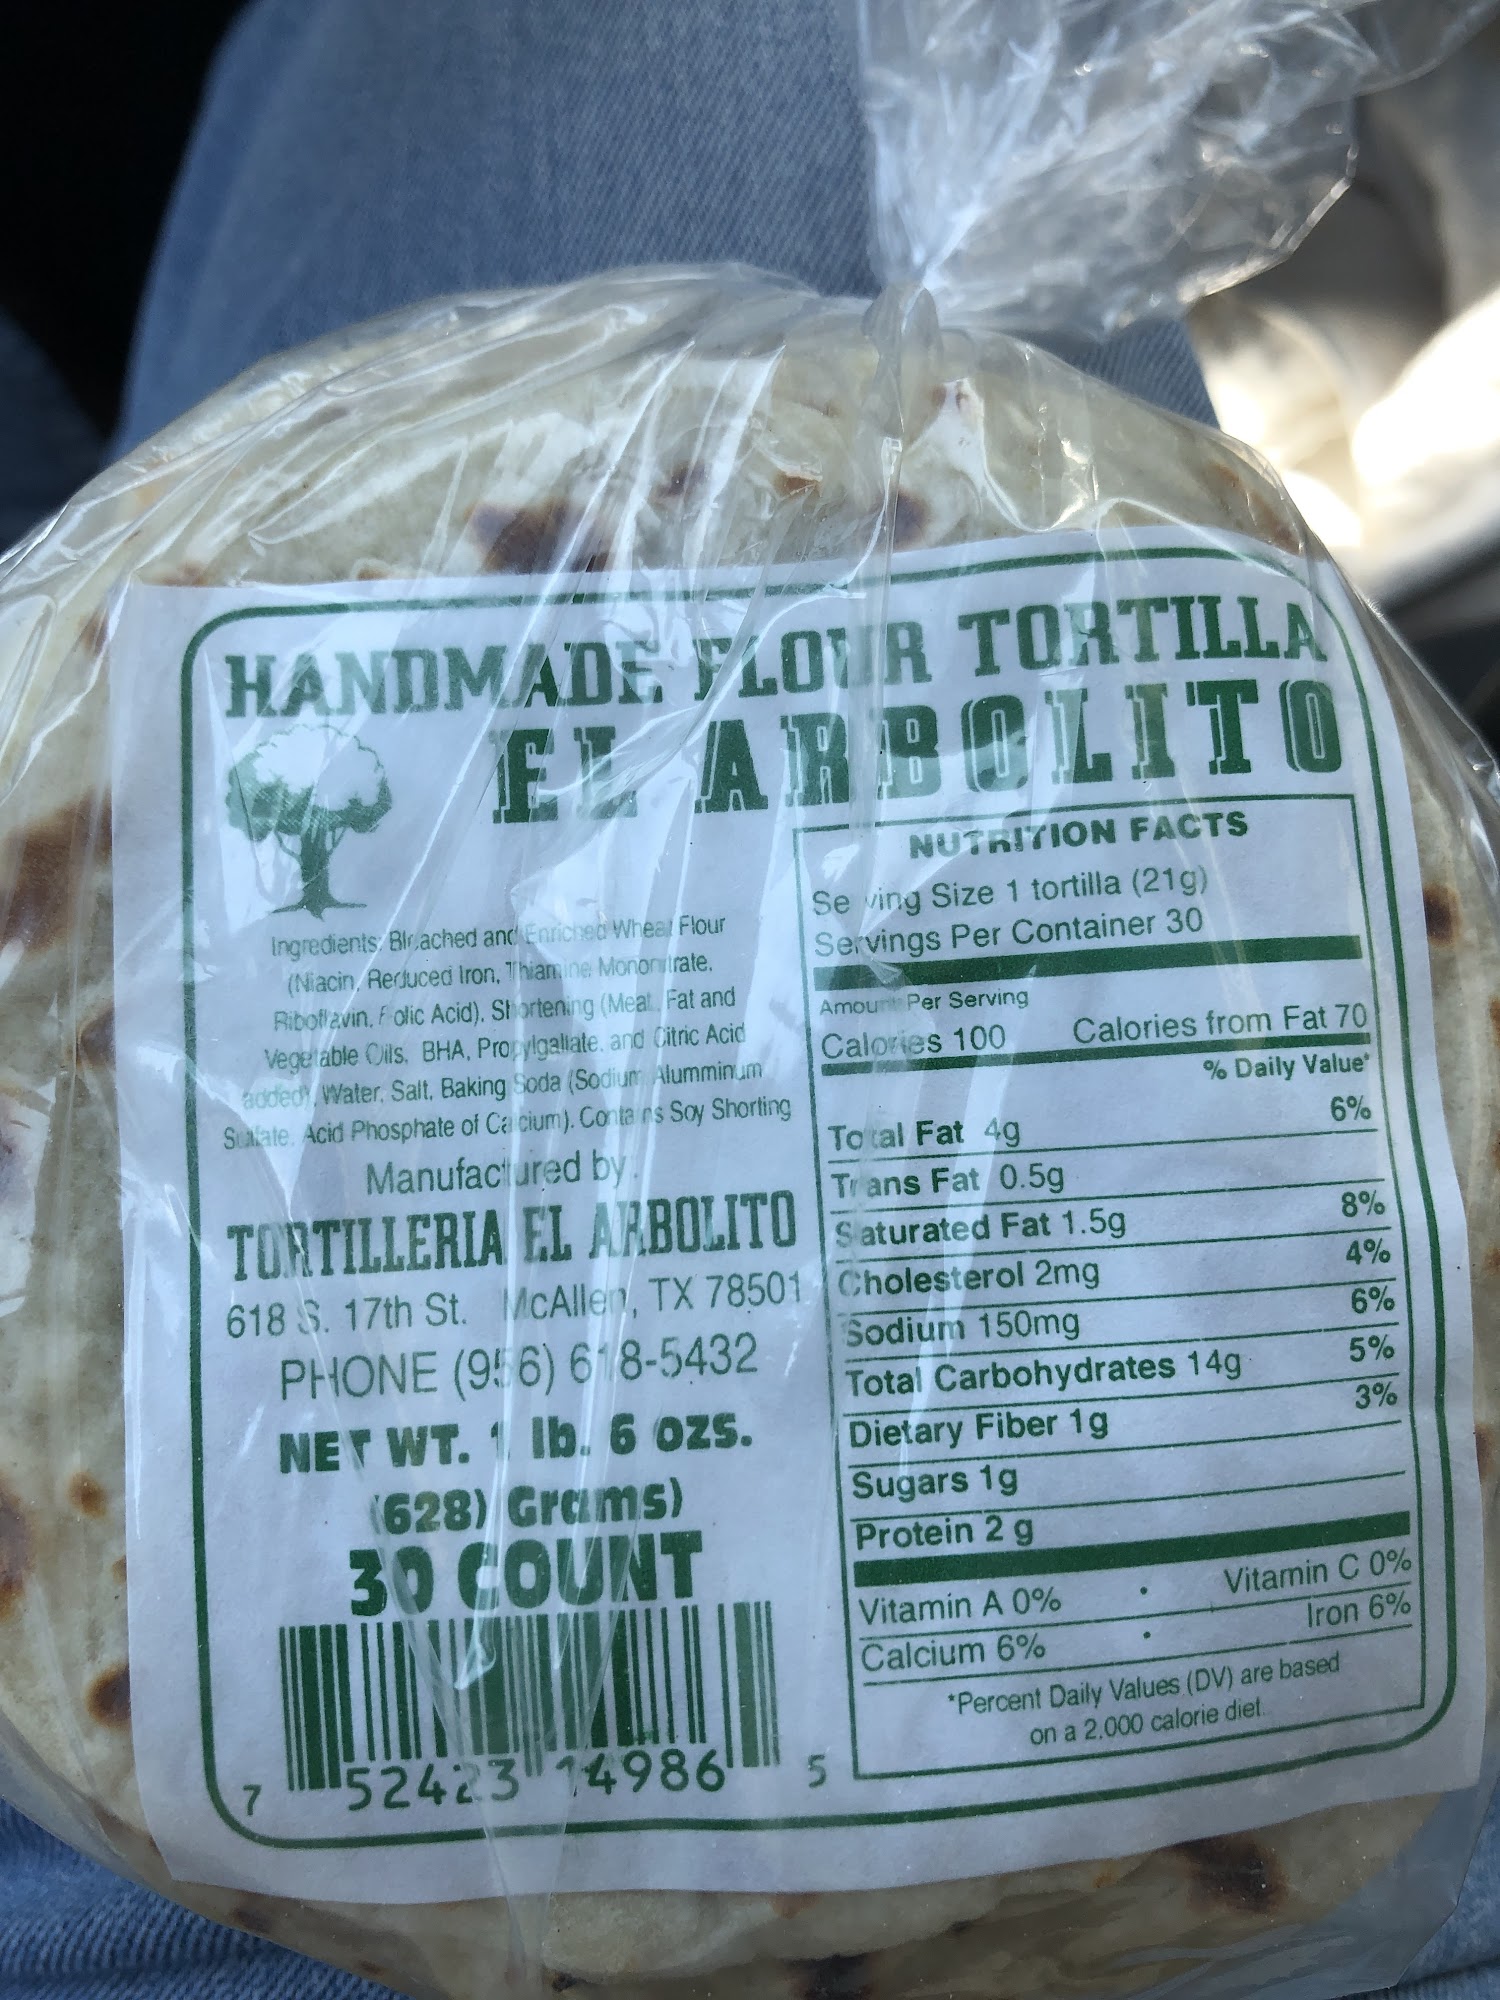 HANDMADE FLOUR TORTILLA
EL ARBOLITO
Ingredients: Bleached and Enriched Wheat Flour
(Niacin, Reduced Iron, Thiamine Mononitrate,
Riboflavin, Folic Acid), Shortening (Meat Fat and
Vegetable Oils, BHA, Propylgallate, and Citric Acid
added), Water, Salt, Baking Soda (Sodium Alumminum
Sulfate, Acid Phosphate of Calcium). Contains Soy Shorting
Manufactured by:
TORTILLERIA EL ARBOLITO
618 S. 17th St. McAllen, TX 78501
PHONE (956) 618-5432
NET WT. 1 lb. 6 ozs.
(628) Grams)
30 COUNT
7 52423 14986 5
NUTRITION FACTS
Serving Size 1 tortilla (21g)
Servings Per Container 30
Amount Per Serving
Calories 100 Calories from Fat 70
% Daily Value*
Total Fat 4g 6%
Trans Fat 0.5g
Saturated Fat 1.5g 8%
Cholesterol 2mg 4%
Sodium 150mg 6%
Total Carbohydrates 14g 5%
Dietary Fiber 1g 3%
Sugars 1g
Protein 2 g
Vitamin A 0% • Vitamin C 0%
Calcium 6% • Iron 6%
*Percent Daily Values (DV) are based
on a 2,000 calorie diet.